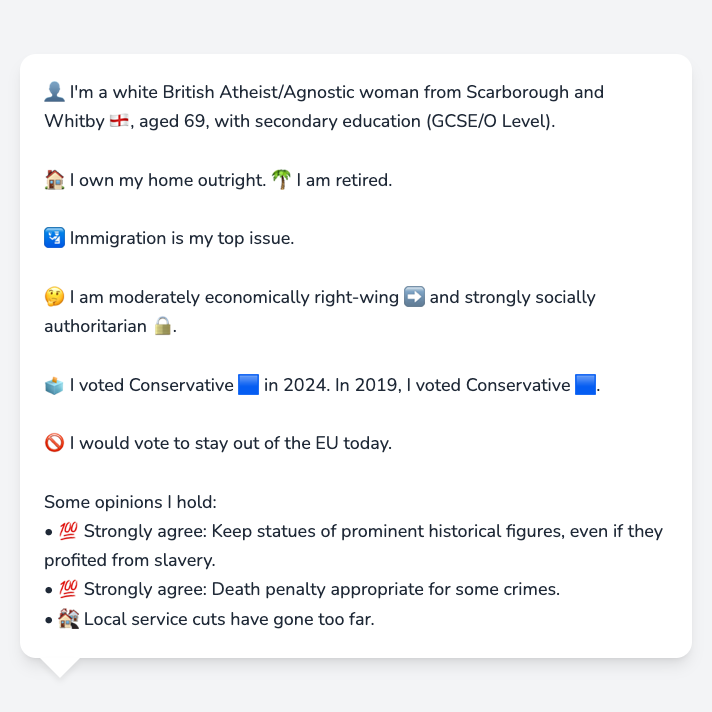 👤 I'm a white British Atheist/Agnostic woman from Scarborough and
Whitby 🏴󠁧󠁢󠁥󠁮󠁧󠁿, aged 69, with secondary education (GCSE/O Level).
🏠 I own my home outright. 🌴 I am retired.
🛂 Immigration is my top issue.
🤔 I am moderately economically right-wing ➡️ and strongly socially
authoritarian 🔒.
🗳️ I voted Conservative 🟦 in 2024. In 2019, I voted Conservative 🟦.
🚫 I would vote to stay out of the EU today.
Some opinions I hold:
• 💯 Strongly agree: Keep statues of prominent historical figures, even if they
profited from slavery.
• 💯 Strongly agree: Death penalty appropriate for some crimes.
• 🏚️ Local service cuts have gone too far.